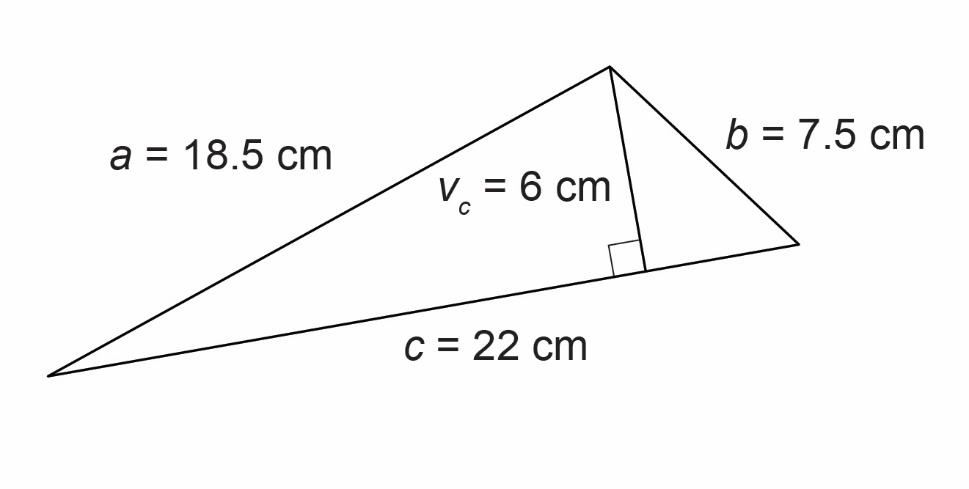 a = 18.5 cm
b = 7.5 cm
v_c = 6 cm
c = 22 cm